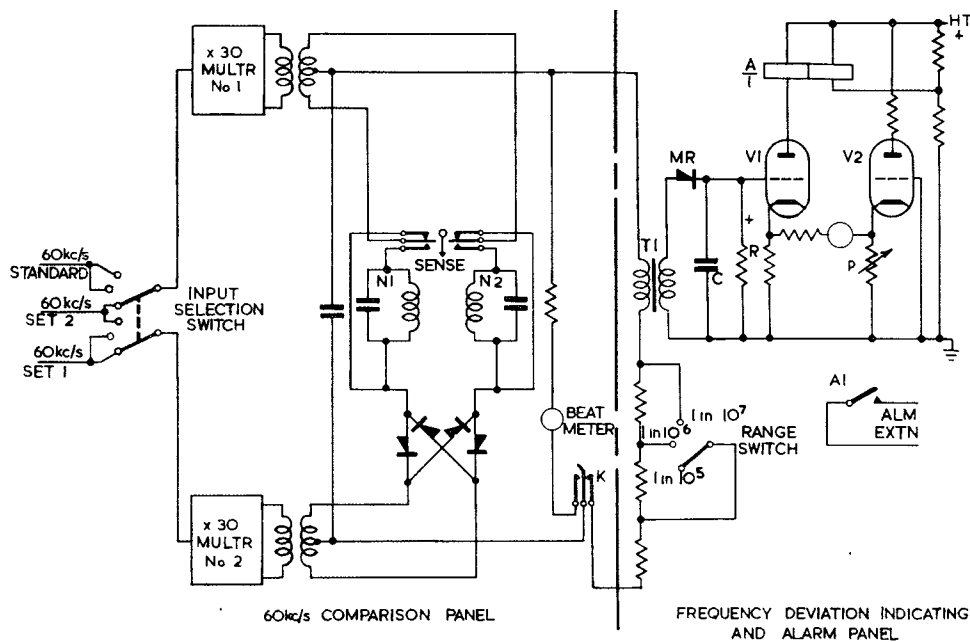 x 30
MULTR
No 1
HT
+
A
1
V1
V2
MR
+
R
C
P
T1
60kc/s
STANDARD
60kc/s
SET 2
60kc/s
SET 1
INPUT
SELECTION
SWITCH
SENSE
N1
N2
BEAT
METER
K
1 in 10⁷
1 in 10⁶
1 in 10⁵
RANGE
SWITCH
A1
ALM
EXTN
x 30
MULTR
No 2
60kc/s COMPARISON PANEL
FREQUENCY DEVIATION INDICATING
AND ALARM PANEL